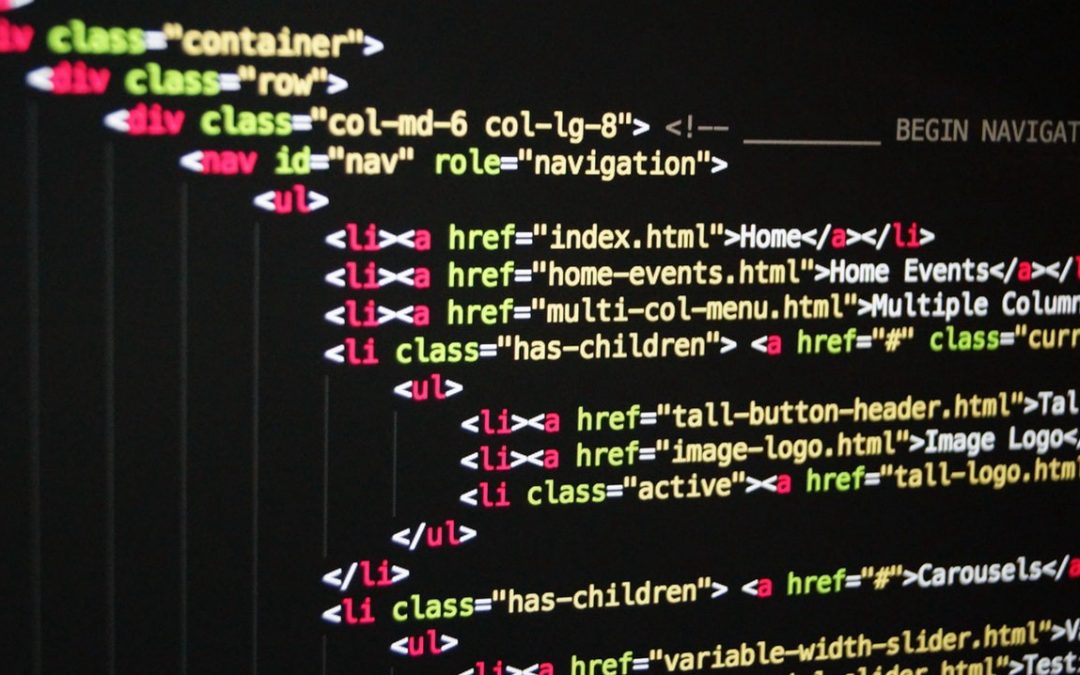 class="container">
<div class="row">
<div class="col-md-6 col-lg-8"> <!-- __________ BEGIN NAVIGAT
<nav id="nav" role="navigation">
<ul>
<li><a href="index.html">Home</a></li>
<li><a href="home-events.html">Home Events</a></
<li><a href="multi-col-menu.html">Multiple Column
<li class="has-children"> <a href="#" class="curr
<ul>
<li><a href="tall-button-header.html">Tal
<li><a href="image-logo.html">Image Logo</
<li class="active"><a href="tall-logo.htm
</ul>
</li>
<li class="has-children"> <a href="#">Carousels</a
<ul>
<li><a href="variable-width-slider.html">V
slider.html">Test